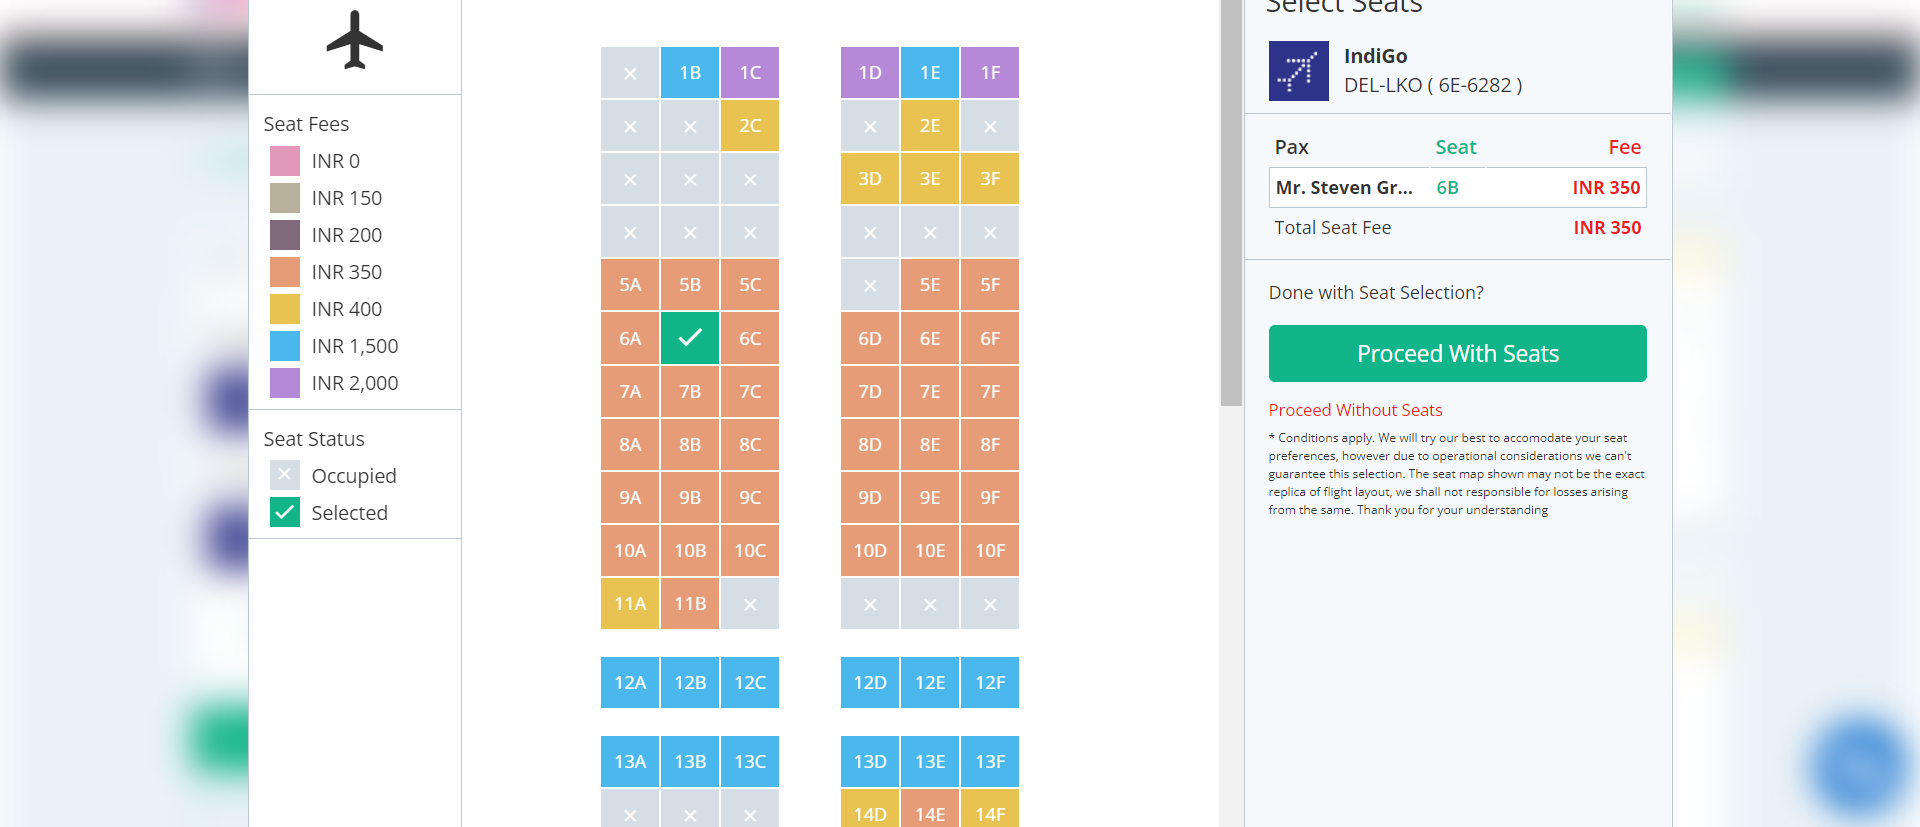 Seat Fees
INR 0
INR 150
INR 200
INR 350
INR 400
INR 1,500
INR 2,000
Seat Status
Occupied
Selected
1B 1C 1D 1E 1F
2C 2E
3D 3E 3F
5A 5B 5C 5E 5F
6A 6C 6D 6E 6F
7A 7B 7C 7D 7E 7F
8A 8B 8C 8D 8E 8F
9A 9B 9C 9D 9E 9F
10A 10B 10C 10D 10E 10F
11A 11B
12A 12B 12C 12D 12E 12F
13A 13B 13C 13D 13E 13F
14D 14E 14F
Select Seats
IndiGo
DEL-LKO ( 6E-6282 )
Pax Seat Fee
Mr. Steven Gr... 6B INR 350
Total Seat Fee INR 350
Done with Seat Selection?
Proceed With Seats
Proceed Without Seats
* Conditions apply. We will try our best to accomodate your seat
preferences, however due to operational considerations we can't
guarantee this selection. The seat map shown may not be the exact
replica of flight layout, we shall not responsible for losses arising
from the same. Thank you for your understanding